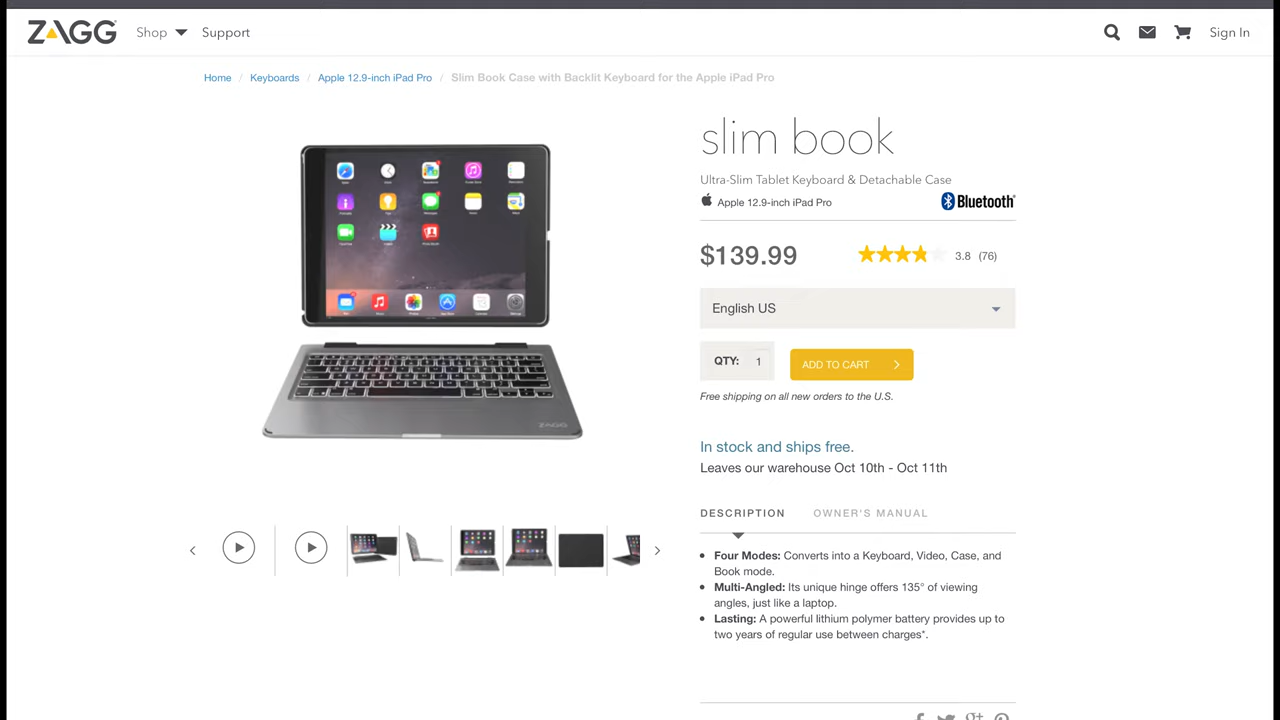 ZAGG Shop Support Sign In
Home / Keyboards / Apple 12.9-inch iPad Pro / Slim Book Case with Backlit Keyboard for the Apple iPad Pro
slim book
Ultra-Slim Tablet Keyboard & Detachable Case
Apple 12.9-inch iPad Pro Bluetooth®
$139.99 3.8 (76)
English US
QTY: 1 ADD TO CART
Free shipping on all new orders to the U.S.
ZAGG
In stock and ships free.
Leaves our warehouse Oct 10th - Oct 11th
DESCRIPTION OWNER'S MANUAL
• Four Modes: Converts into a Keyboard, Video, Case, and
Book mode.
• Multi-Angled: Its unique hinge offers 135° of viewing
angles, just like a laptop.
• Lasting: A powerful lithium polymer battery provides up to
two years of regular use between charges*.